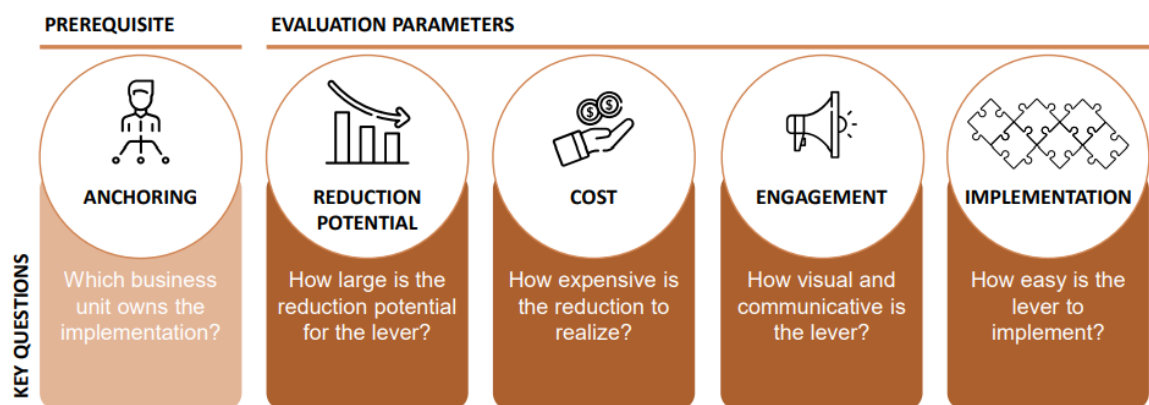 PREREQUISITE
EVALUATION PARAMETERS
ANCHORING
Which business
unit owns the
implementation?
REDUCTION
POTENTIAL
How large is the
reduction potential
for the lever?
$ $
COST
How expensive is
the reduction to
realize?
ENGAGEMENT
How visual and
communicative is
the lever?
IMPLEMENTATION
How easy is the
lever to
implement?
KEY QUESTIONS